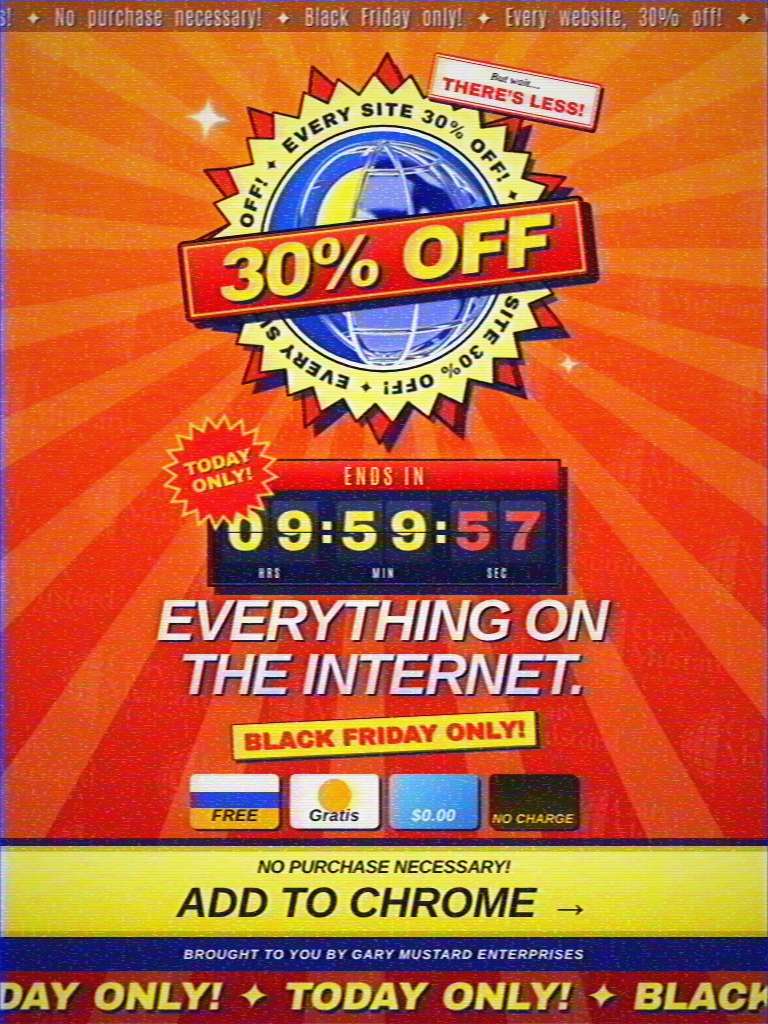 s! ✦ No purchase necessary! ✦ Black Friday only! ✦ Every website, 30% off! ✦
But wait...
THERE'S LESS!
OFF! ✦ EVERY SITE 30% OFF! ✦
30% OFF
SITE 30% OFF! ✦ EVERY SI
TODAY
ONLY!
ENDS IN
09:59:57
HRS MIN SEC
EVERYTHING ON
THE INTERNET.
BLACK FRIDAY ONLY!
FREE Gratis $0.00 NO CHARGE
NO PURCHASE NECESSARY!
ADD TO CHROME →
BROUGHT TO YOU BY GARY MUSTARD ENTERPRISES
DAY ONLY! ✦ TODAY ONLY! ✦ BLACK